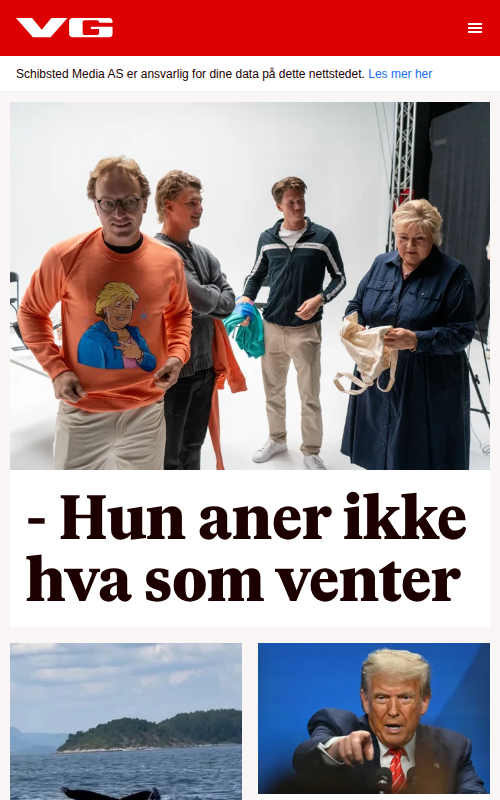 VG
Schibsted Media AS er ansvarlig for dine data på dette nettstedet. Les mer her
- Hun aner ikke
hva som venter